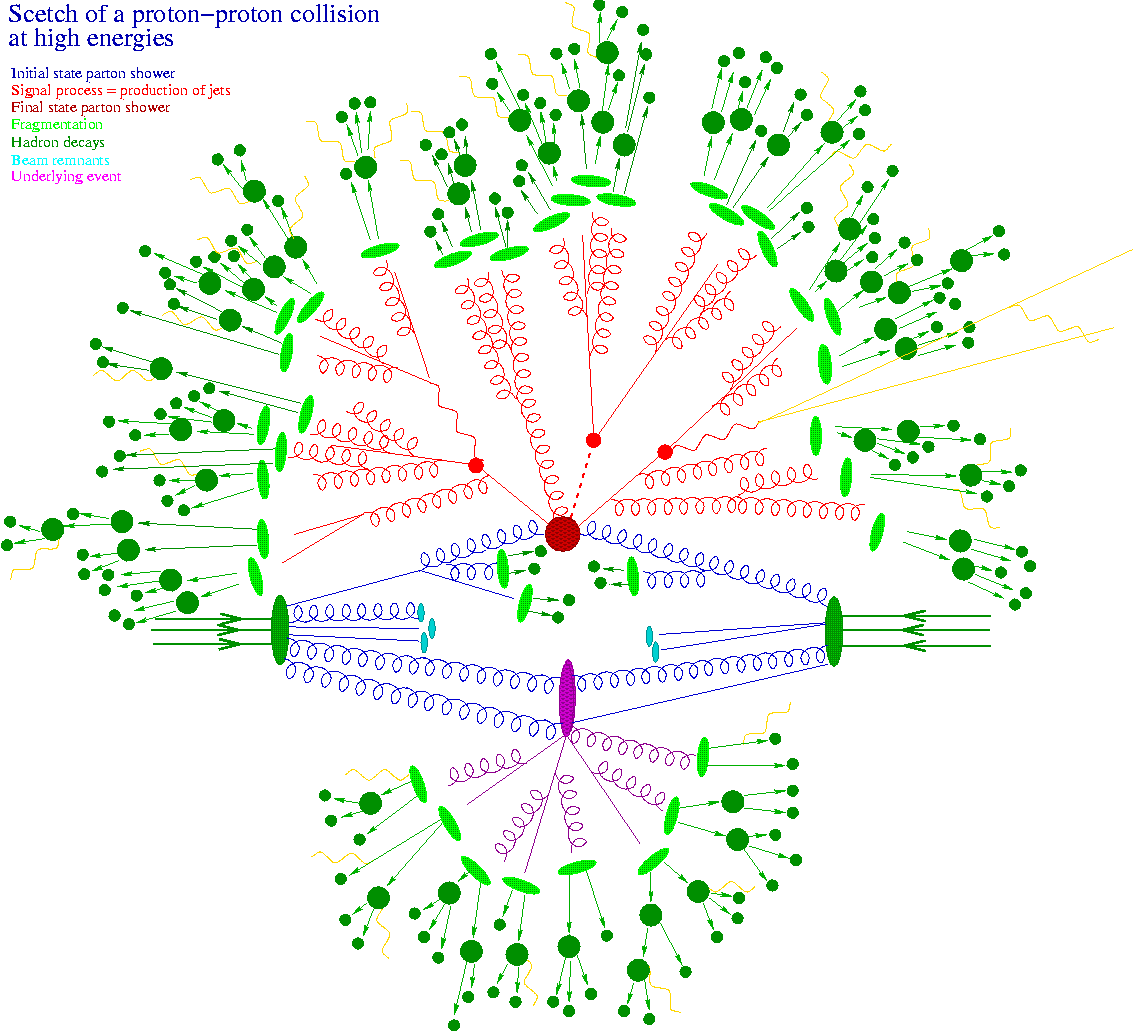 Scetch of a proton–proton collision
at high energies
Initial state parton shower
Signal process = production of jets
Final state parton shower
Fragmentation
Hadron decays
Beam remnants
Underlying event